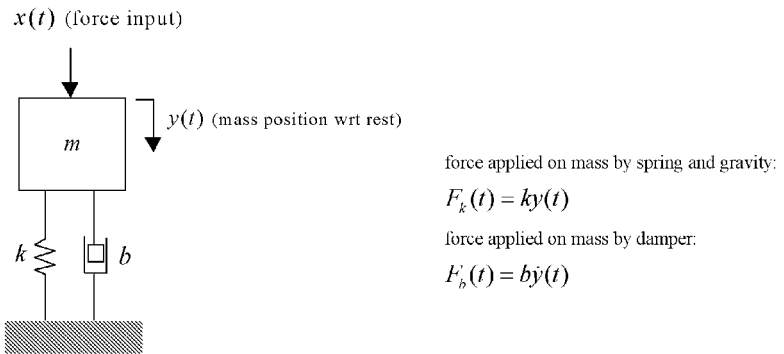 x(t) (force input)
y(t) (mass position wrt rest)
m
force applied on mass by spring and gravity:
F_k(t) = ky(t)
force applied on mass by damper:
F_b(t) = bẏ(t)
k
b